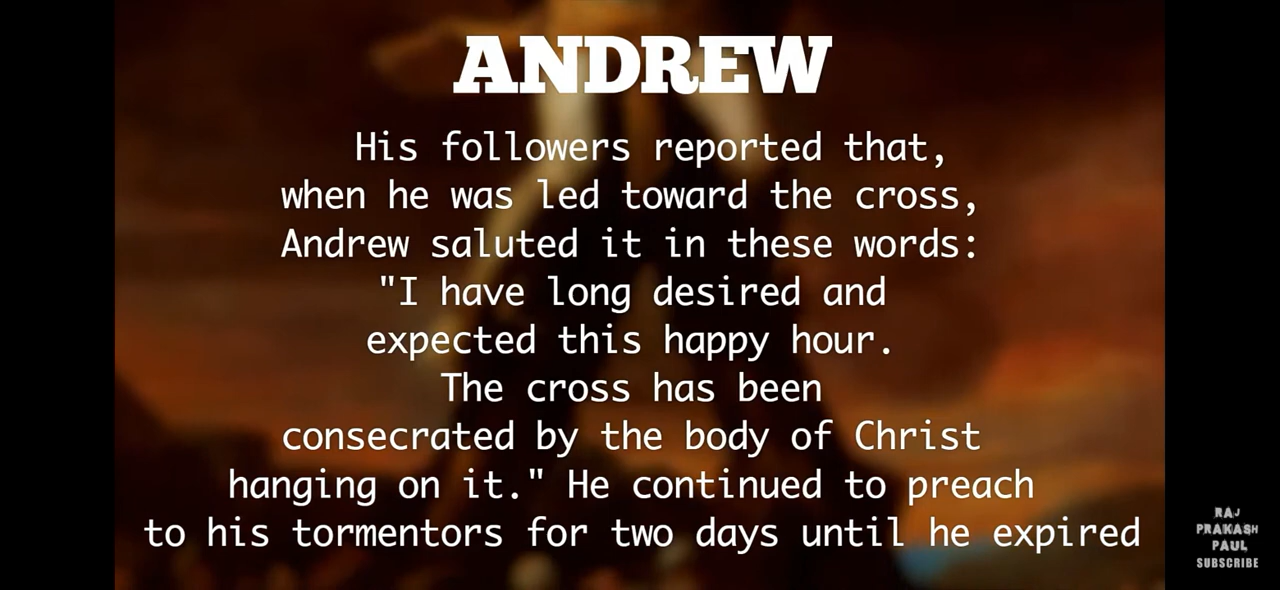 ANDREW
His followers reported that,
when he was led toward the cross,
Andrew saluted it in these words:
"I have long desired and
expected this happy hour.
The cross has been
consecrated by the body of Christ
hanging on it." He continued to preach
to his tormentors for two days until he expired
RAJ
PRAKASH
PAUL
SUBSCRIBE